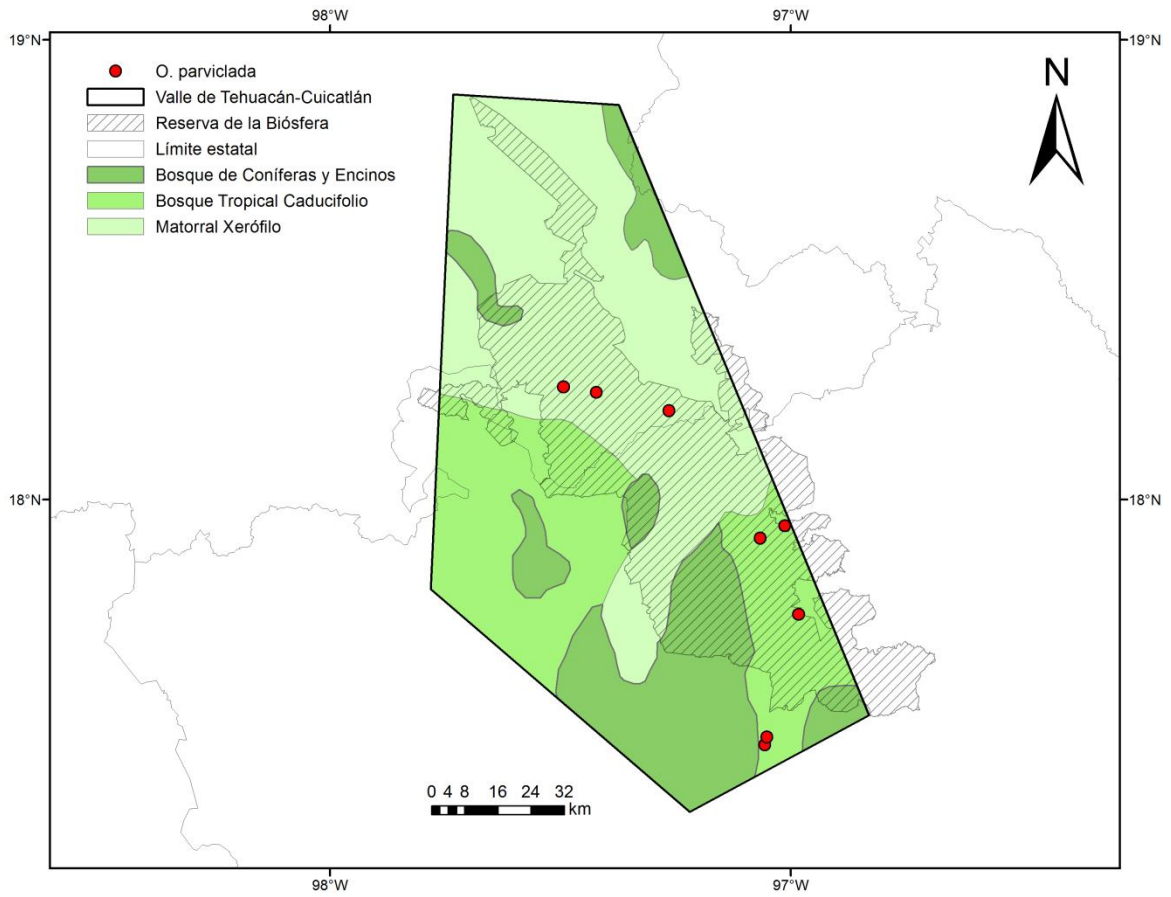 98°W 97°W
19°N 19°N
N
O. parviclada
Valle de Tehuacán-Cuicatlán
Reserva de la Biósfera
Límite estatal
Bosque de Coníferas y Encinos
Bosque Tropical Caducifolio
Matorral Xerófilo
18°N 18°N
0 4 8 16 24 32
km
98°W 97°W